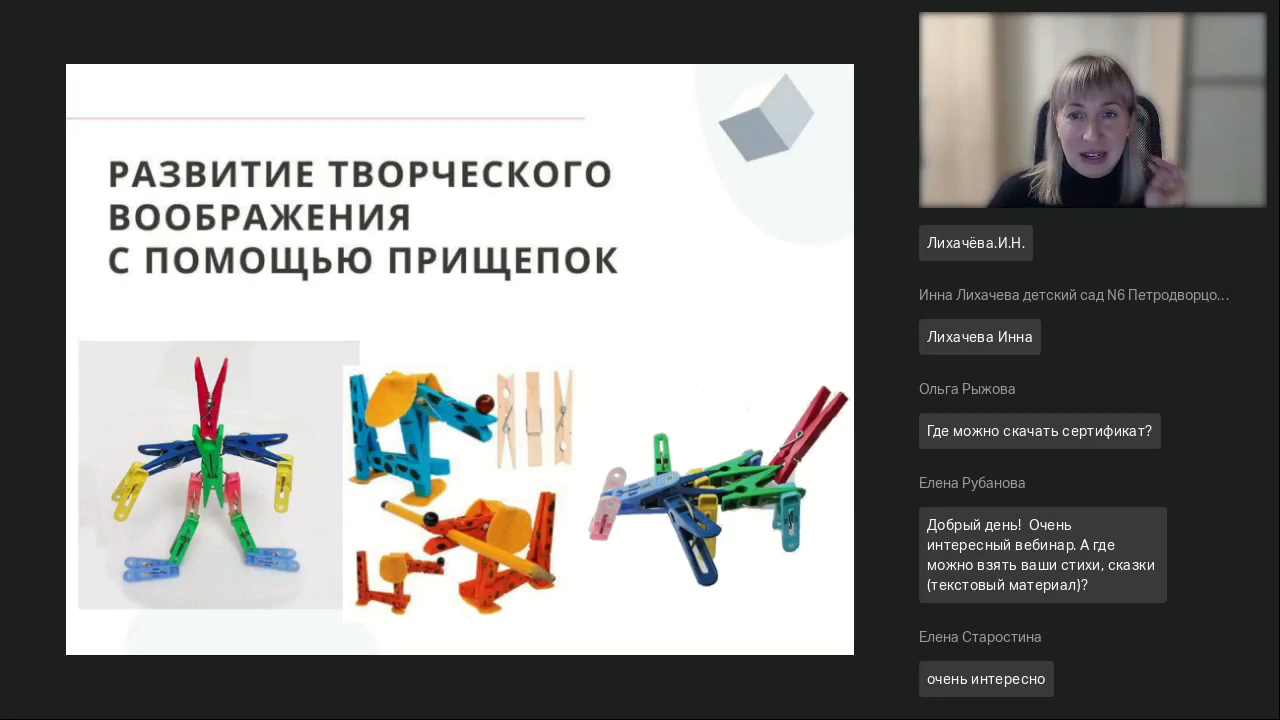 РАЗВИТИЕ ТВОРЧЕСКОГО
ВООБРАЖЕНИЯ
С ПОМОЩЬЮ ПРИЩЕПОК
Лихачёва.И.Н.
Инна Лихачева детский сад N6 Петродворцо...
Лихачева Инна
Ольга Рыжова
Где можно скачать сертификат?
Елена Рубанова
Добрый день!  Очень
интересный вебинар. А где
можно взять ваши стихи, сказки
(текстовый материал)?
Елена Старостина
очень интересно